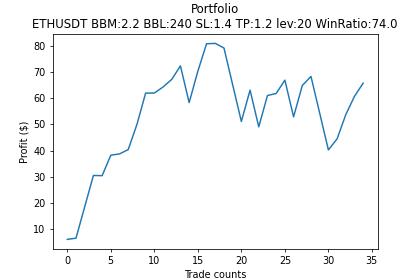 Portfolio
ETHUSDT BBM:2.2 BBL:240 SL:1.4 TP:1.2 lev:20 WinRatio:74.0
80
70
60
50
40
30
20
10
Profit ($)
0 5 10 15 20 25 30 35
Trade counts